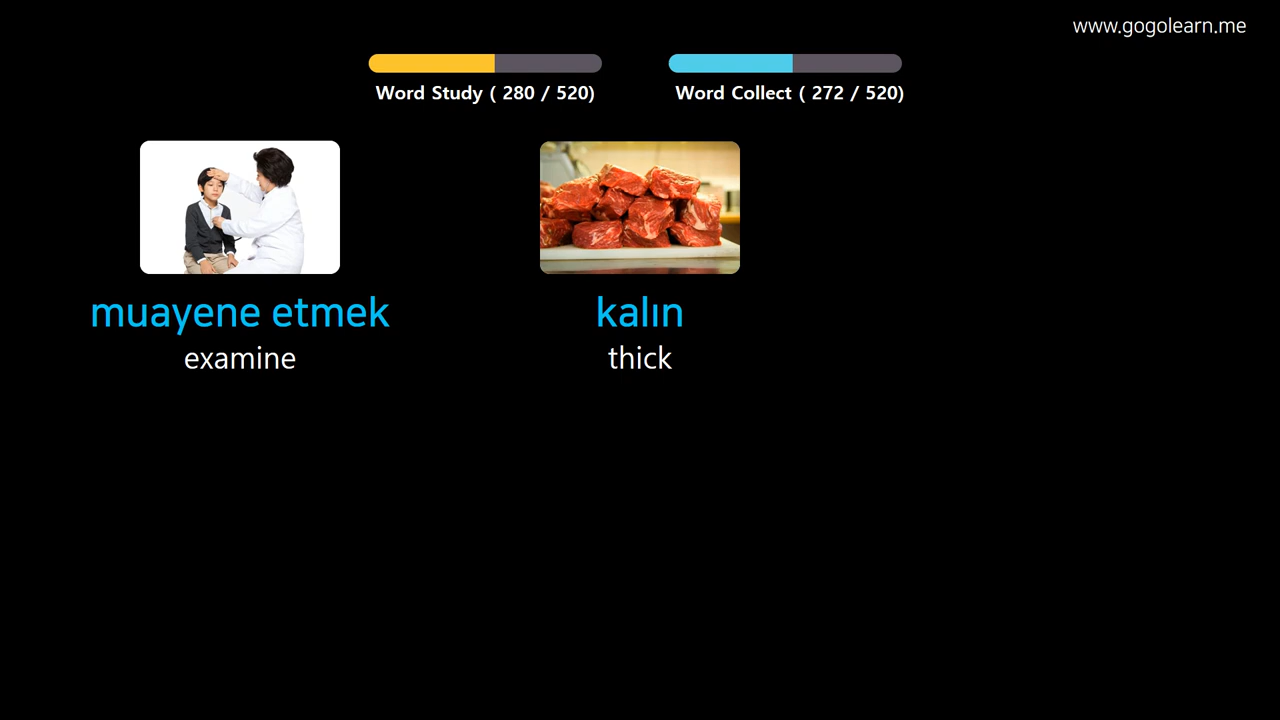 www.gogolearn.me
Word Study ( 280 / 520)
Word Collect ( 272 / 520)
muayene etmek
examine
kalın
thick